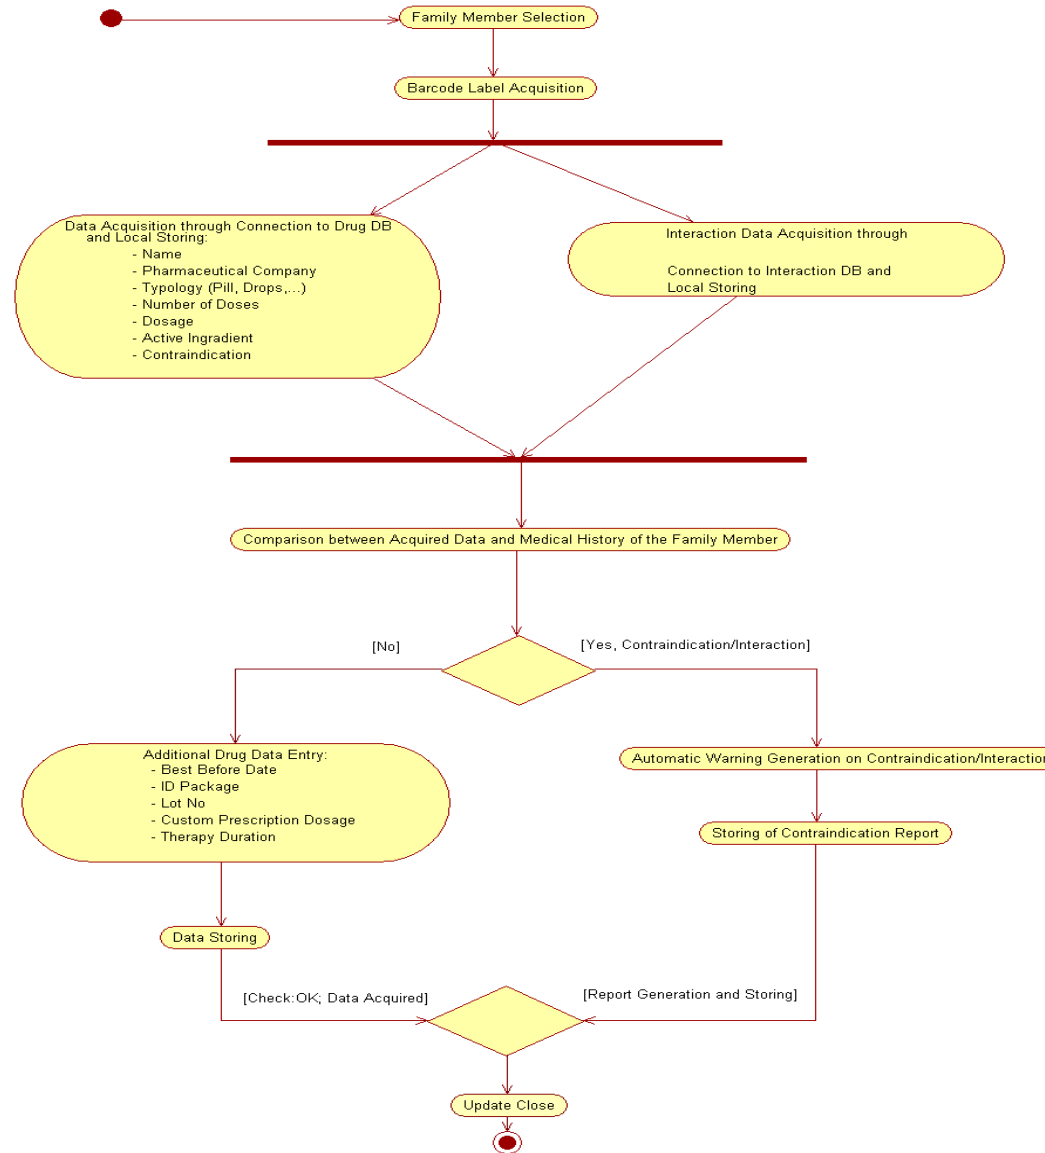 Family Member Selection
Barcode Label Acquisition
Data Acquisition through Connection to Drug DB
and Local Storing:
- Name
- Pharmaceutical Company
- Typology (Pill, Drops,...)
- Number of Doses
- Dosage
- Active Ingradient
- Contraindication
Interaction Data Acquisition through
Connection to Interaction DB and
Local Storing
Comparison between Acquired Data and Medical History of the Family Member
[No]
[Yes, Contraindication/Interaction]
Additional Drug Data Entry:
- Best Before Date
- ID Package
- Lot No
- Custom Prescription Dosage
- Therapy Duration
Automatic Warning Generation on Contraindication/Interaction
Storing of Contraindication Report
Data Storing
[Check:OK; Data Acquired]
[Report Generation and Storing]
Update Close